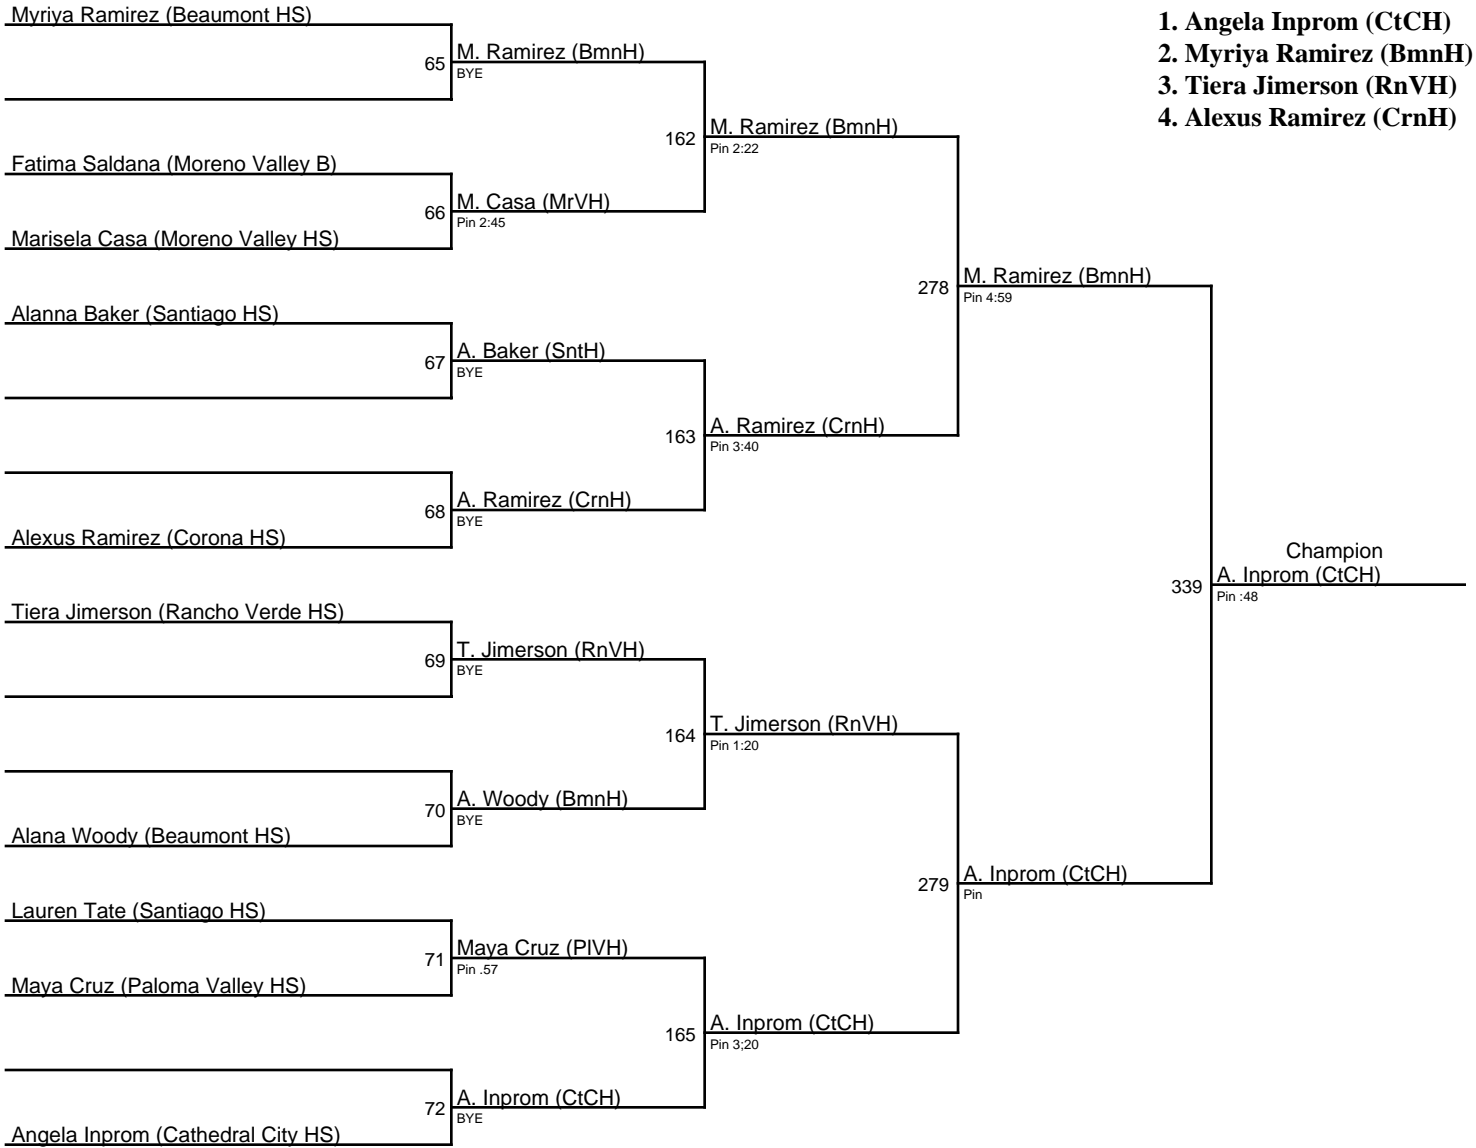 Myriya Ramirez (Beaumont HS)
1. Angela Inprom (CtCH)
2. Myriya Ramirez (BmnH)
3. Tiera Jimerson (RnVH)
4. Alexus Ramirez (CrnH)
65
M. Ramirez (BmnH)
BYE
162
M. Ramirez (BmnH)
Pin 2:22
Fatima Saldana (Moreno Valley B)
66
M. Casa (MrVH)
Pin 2:45
Marisela Casa (Moreno Valley HS)
278
M. Ramirez (BmnH)
Pin 4:59
Alanna Baker (Santiago HS)
67
A. Baker (SntH)
BYE
163
A. Ramirez (CrnH)
Pin 3:40
68
A. Ramirez (CrnH)
BYE
Alexus Ramirez (Corona HS)
Champion
339
A. Inprom (CtCH)
Pin :48
Tiera Jimerson (Rancho Verde HS)
69
T. Jimerson (RnVH)
BYE
164
T. Jimerson (RnVH)
Pin 1:20
70
A. Woody (BmnH)
BYE
Alana Woody (Beaumont HS)
279
A. Inprom (CtCH)
Pin
Lauren Tate (Santiago HS)
71
Maya Cruz (PlVH)
Pin .57
Maya Cruz (Paloma Valley HS)
165
A. Inprom (CtCH)
Pin 3;20
72
A. Inprom (CtCH)
BYE
Angela Inprom (Cathedral City HS)